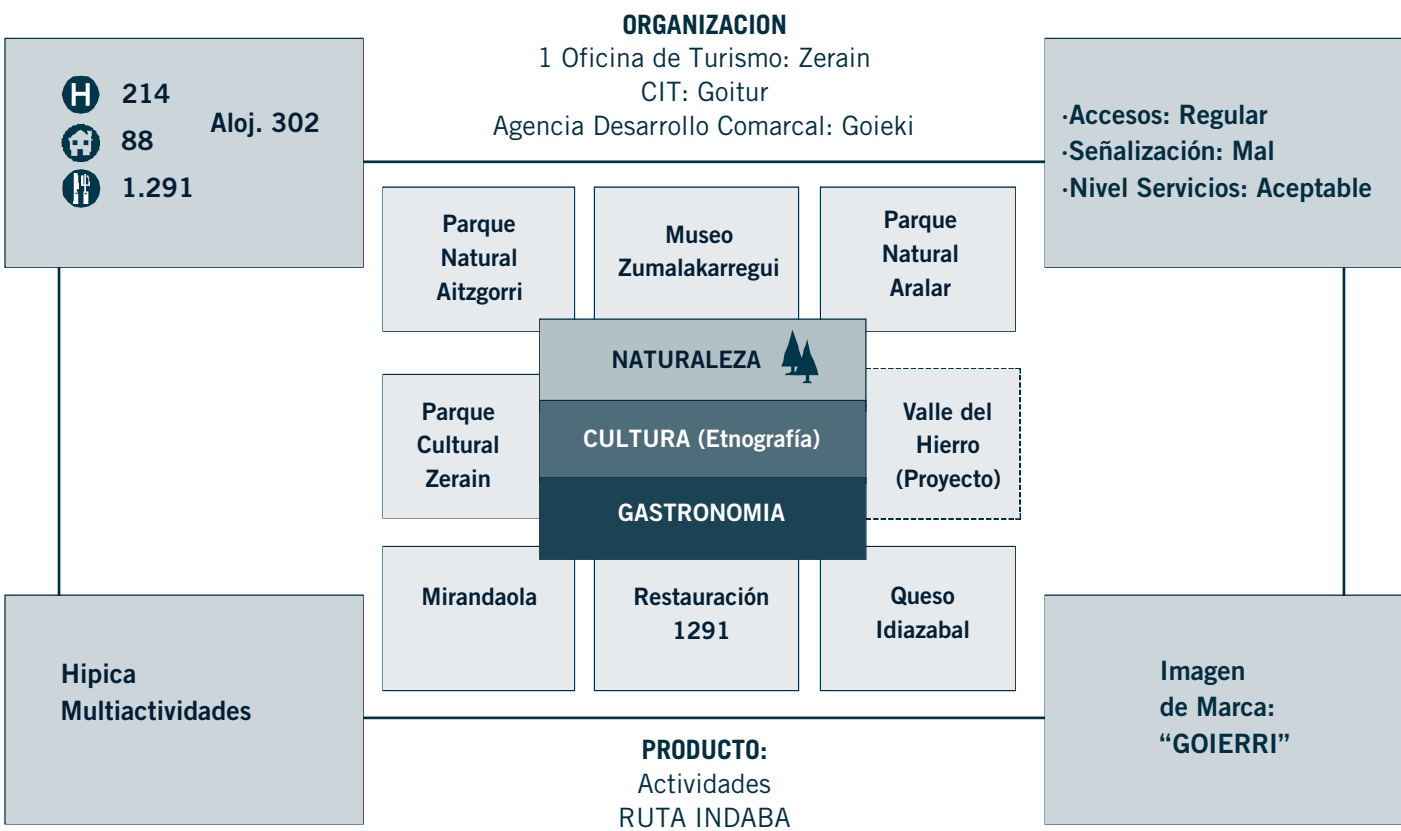 ORGANIZACION
1 Oficina de Turismo: Zerain
CIT: Goitur
Agencia Desarrollo Comarcal: Goieki
H 214
88
1.291
Aloj. 302
·Accesos: Regular
·Señalización: Mal
·Nivel Servicios: Aceptable
Parque
Natural
Aitzgorri
Museo
Zumalakarregui
Parque
Natural
Aralar
NATURALEZA
CULTURA (Etnografía)
GASTRONOMIA
Parque
Cultural
Zerain
Valle del
Hierro
(Proyecto)
Mirandaola
Restauración
1291
Queso
Idiazabal
Hipica
Multiactividades
Imagen
de Marca:
“GOIERRI”
PRODUCTO:
Actividades
RUTA INDABA